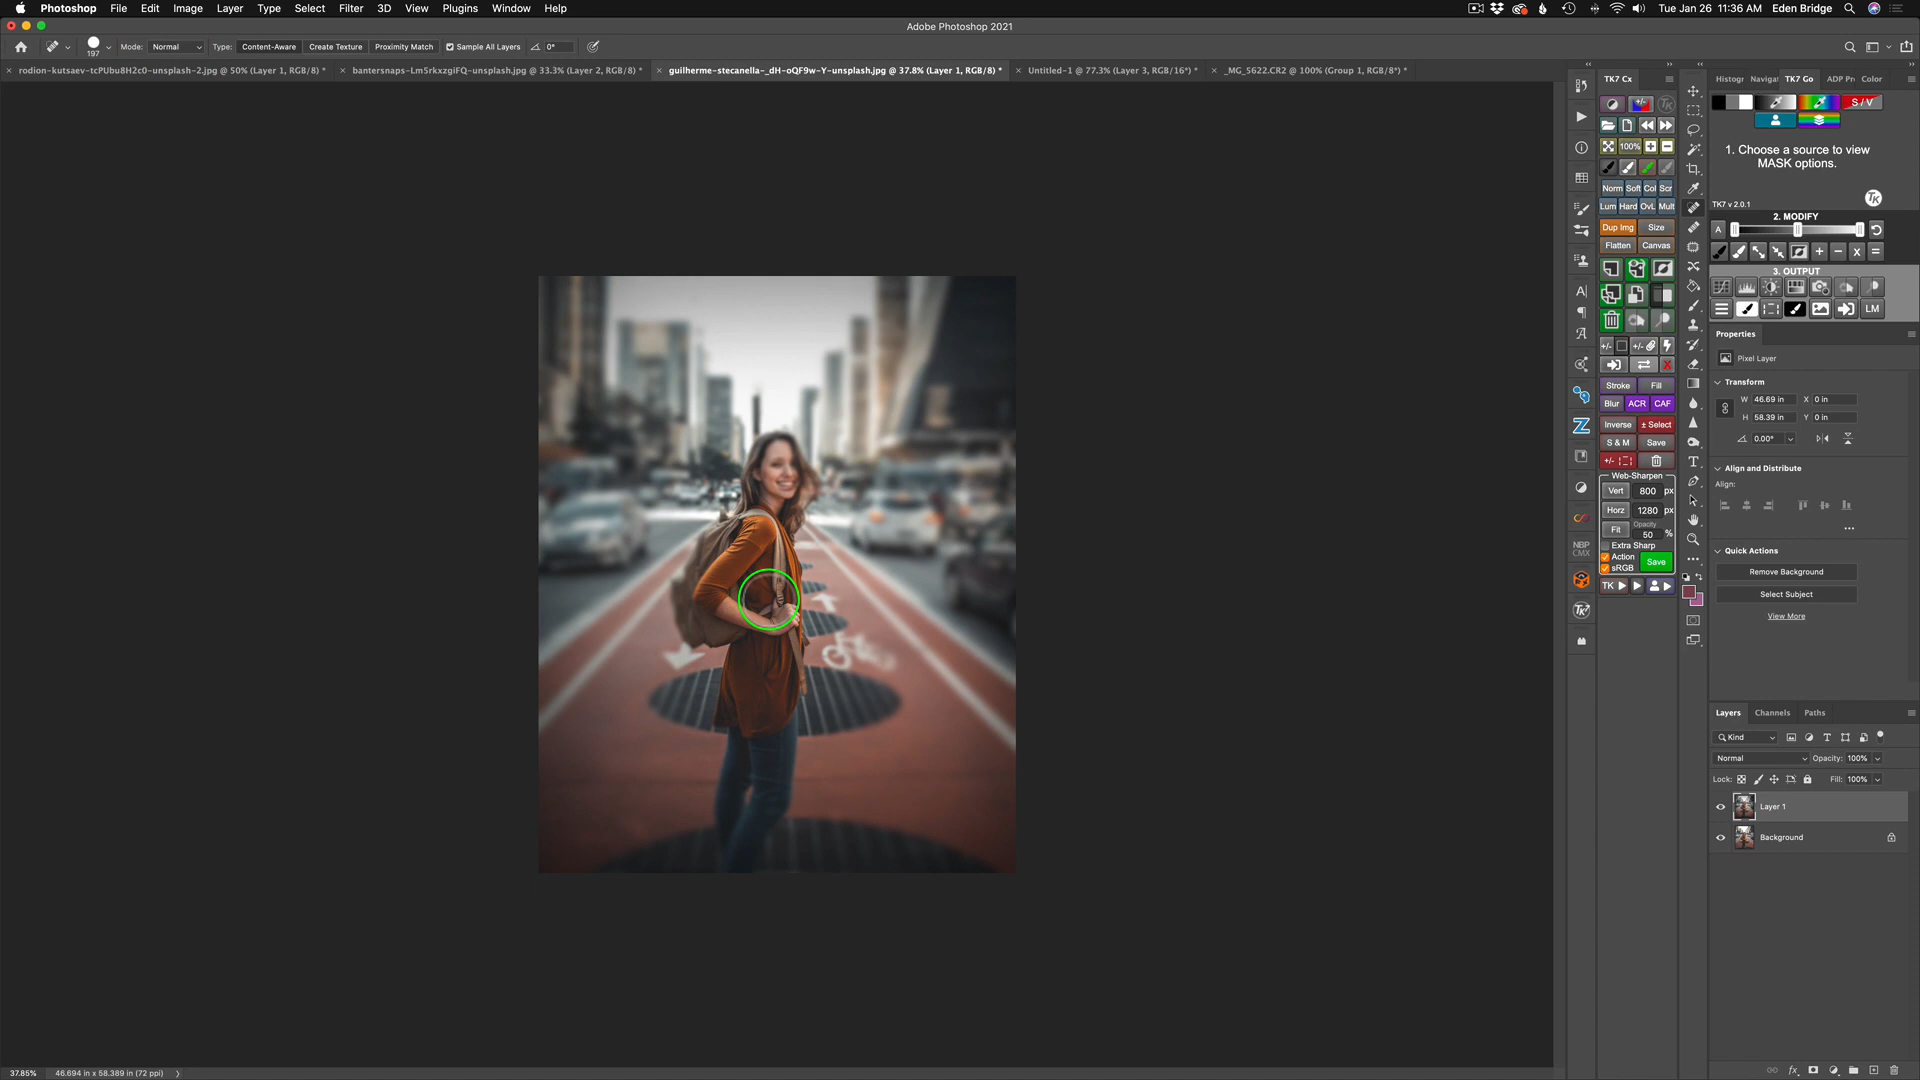 Photoshop File Edit Image Layer Type Select Filter 3D View Plugins Window Help
Tue Jan 26 11:36 AM Eden Bridge
Adobe Photoshop 2021
197 Mode: Normal Type: Content-Aware Create Texture Proximity Match Sample All Layers 0°
rodion-kutsaev-tcPUbu8H2c0-unsplash-2.jpg @ 50% (Layer 1, RGB/8) *
bantersnaps-Lm5rkxzgiFQ-unsplash.jpg @ 33.3% (Layer 2, RGB/8) *
guilherme-stecanella-_dH-oQF9w-Y-unsplash.jpg @ 37.8% (Layer 1, RGB/8) *
Untitled-1 @ 77.3% (Layer 3, RGB/16*) *
_MG_5622.CR2 @ 100% (Group 1, RGB/8*) *
TK7 Cx
100%
Norm Soft Col Scr
Lum Hard OvL Mult
Dup Img Size
Flatten Canvas
Stroke Fill
Blur ACR CAF
Inverse ± Select
S & M Save
+/-
Web-Sharpen
Vert 800 px
Horz 1280 px
Fit Opacity 50 %
Extra Sharp
Action
sRGB Save
TK
NBP
CMX
Histogr Navigat TK7 Go ADP Pr Color
S / V
1. Choose a source to view
MASK options.
TK7 v 2.0.1
2. MODIFY
A
3. OUTPUT
LM
Properties
Pixel Layer
Transform
W 46.69 in X 0 in
H 58.39 in Y 0 in
0.00°
Align and Distribute
Align:
Quick Actions
Remove Background
Select Subject
View More
Layers Channels Paths
Kind
Normal Opacity: 100%
Lock: Fill: 100%
Layer 1
Background
fx
37.85% 46.694 in x 58.389 in (72 ppi)